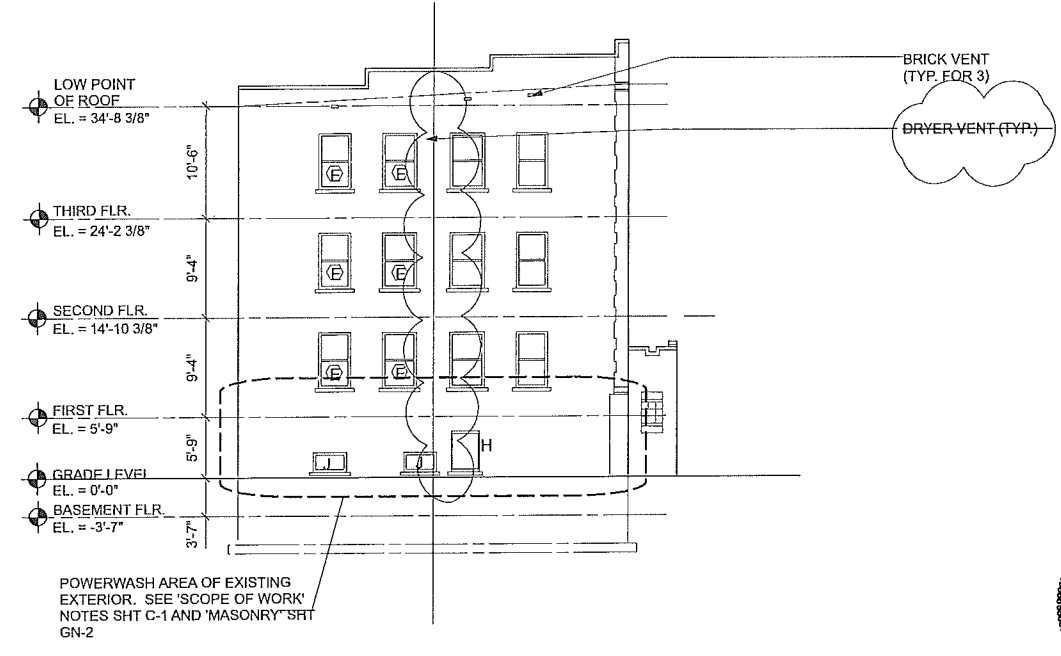 LOW POINT
OF ROOF
EL. = 34'-8 3/8"
BRICK VENT
(TYP. FOR 3)
DRYER VENT (TYP.)
10'-6"
E
E
THIRD FLR.
EL. = 24'-2 3/8"
9'-4"
E
E
SECOND FLR.
EL. = 14'-10 3/8"
9'-4"
E
E
FIRST FLR.
EL. = 5'-9"
5'-9"
J
J
H
GRADE LEVEL
EL. = 0'-0"
BASEMENT FLR.
EL. = -3'-7"
3'-7"
POWERWASH AREA OF EXISTING
EXTERIOR. SEE 'SCOPE OF WORK'
NOTES SHT C-1 AND 'MASONRY' SHT
GN-2